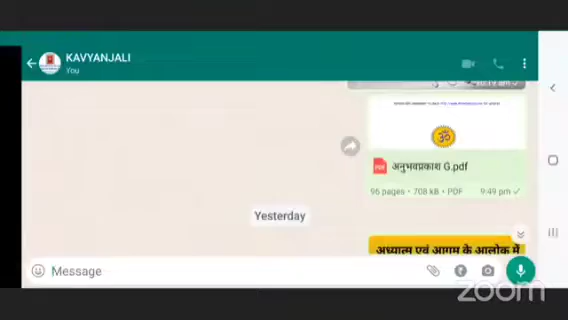 KAVYANJALI
You
अनुभवप्रकाश G.pdf
PDF
96 pages • 708 kB • PDF
9:49 pm
Yesterday
अध्यात्म एवं आगम के आलोक में
Message
zoom